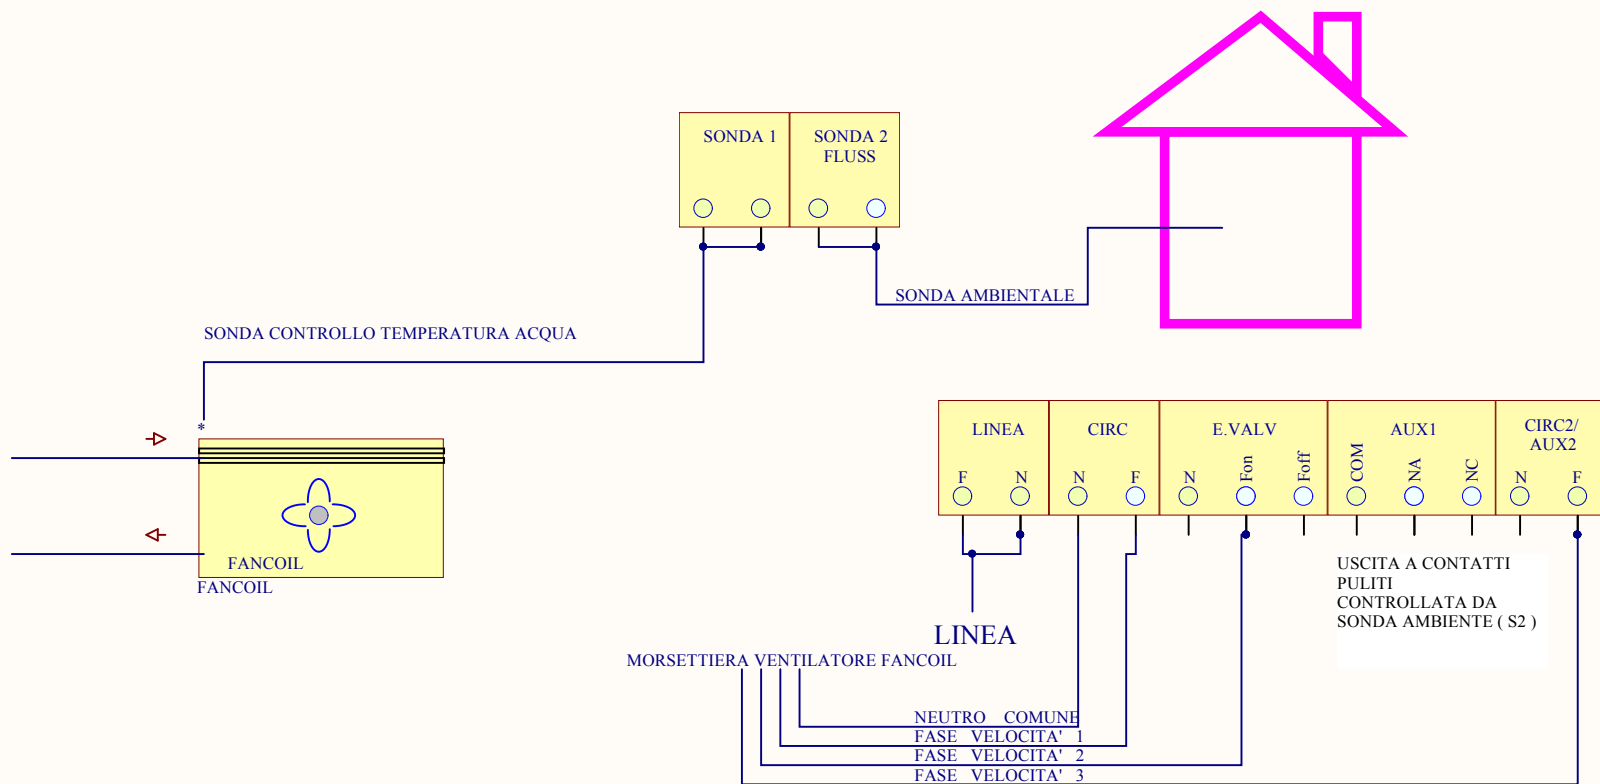 SONDA 1
SONDA 2
FLUSS
SONDA AMBIENTALE
SONDA CONTROLLO TEMPERATURA ACQUA
*
FANCOIL
FANCOIL
LINEA
CIRC
E.VALV
AUX1
CIRC2/
AUX2
F
N
N
F
N
Fon
Foff
COM
NA
NC
N
F
USCITA A CONTATTI
PULITI
CONTROLLATA DA
SONDA AMBIENTE ( S2 )
LINEA
MORSETTIERA VENTILATORE FANCOIL
NEUTRO COMUNE
FASE VELOCITA' 1
FASE VELOCITA' 2
FASE VELOCITA' 3